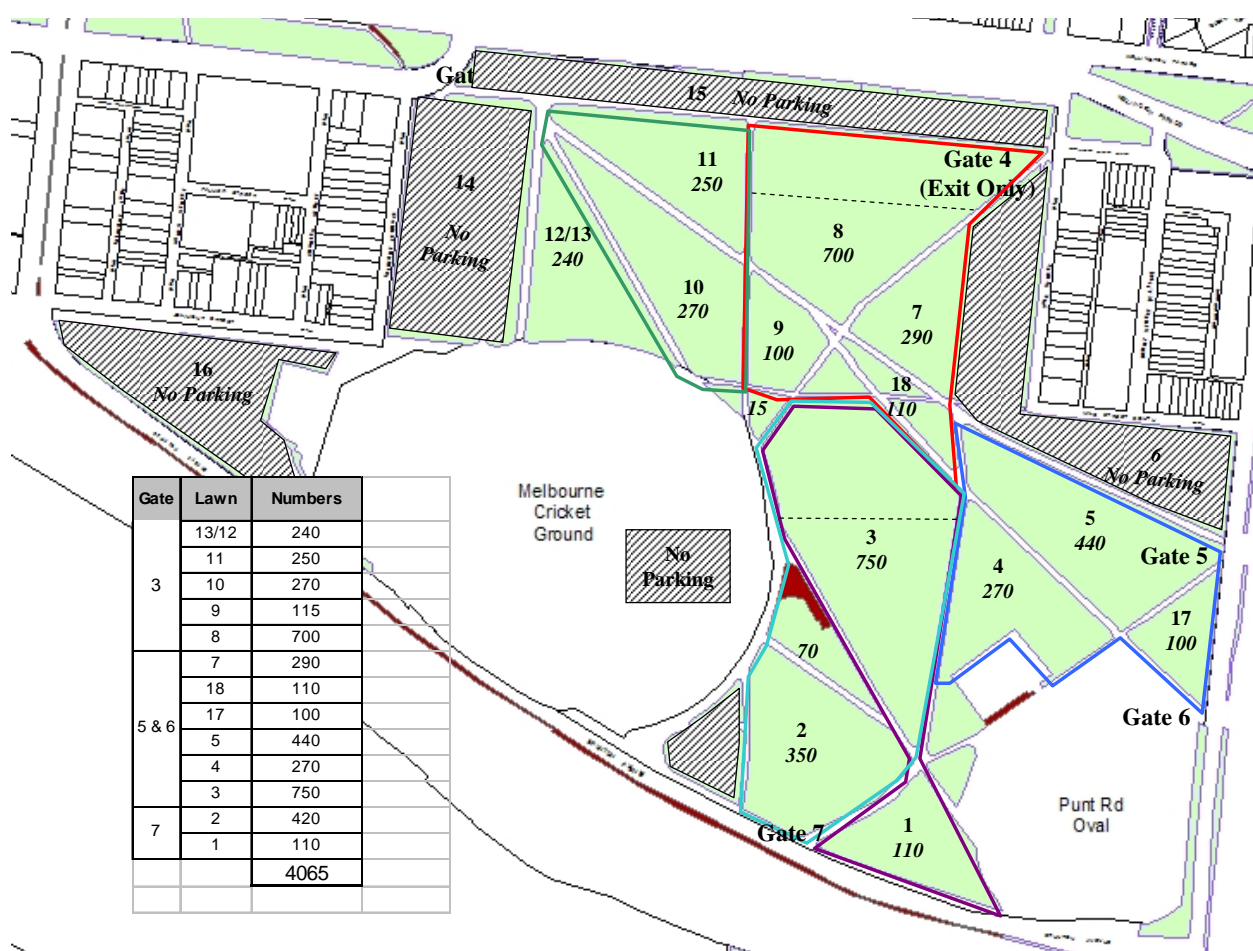 Gat
15 No Parking
11
250
Gate 4
(Exit Only)
14
No
Parking
12/13
240
8
700
10
270
9
100
7
290
18
110
15
16
No Parking
6
No Parking
Melbourne
Cricket
Ground
No
Parking
3
750
5
440
Gate 5
4
270
17
100
70
Gate 6
2
350
Gate 7
1
110
Punt Rd
Oval
Gate Lawn Numbers
3 13/12 240
11 250
10 270
9 115
8 700
5 & 6 7 290
18 110
17 100
5 440
4 270
3 750
7 2 420
1 110
4065